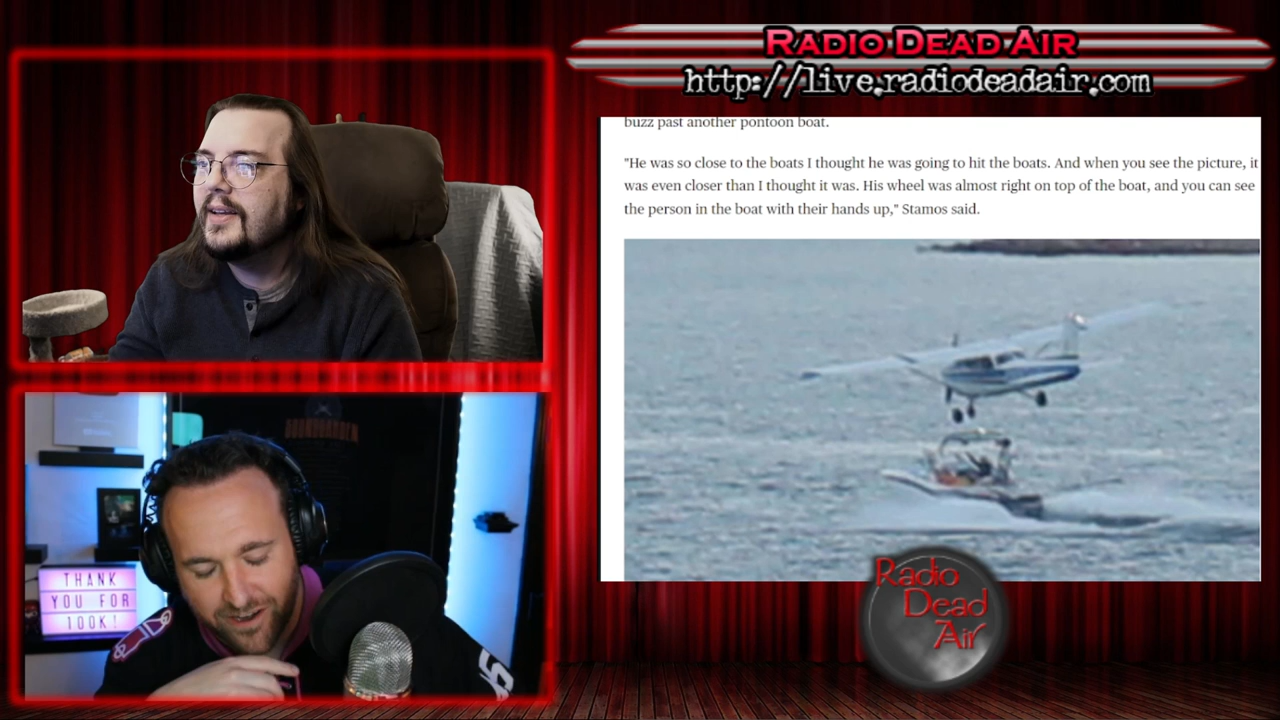 RADIO DEAD AIR
http://live.radiodeadair.com
buzz past another pontoon boat.
"He was so close to the boats I thought he was going to hit the boats. And when you see the picture, it
was even closer than I thought it was. His wheel was almost right on top of the boat, and you can see
the person in the boat with their hands up," Stamos said.
THANK
YOU FOR
100K!
Radio
Dead
Air